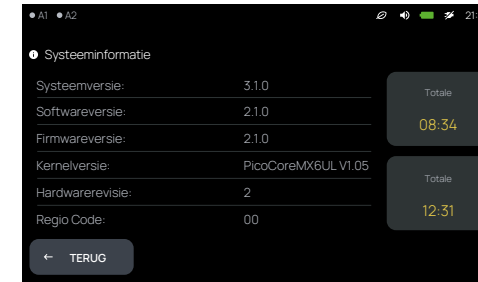 A1 A2 21:
Systeeminformatie
Systeemversie: 3.1.0
Softwareversie: 2.1.0
Firmwareversie: 2.1.0
Kernelversie: PicoCoreMX6UL V1.05
Hardwarerevisie: 2
Regio Code: 00
Totale
08:34
Totale
12:31
← TERUG